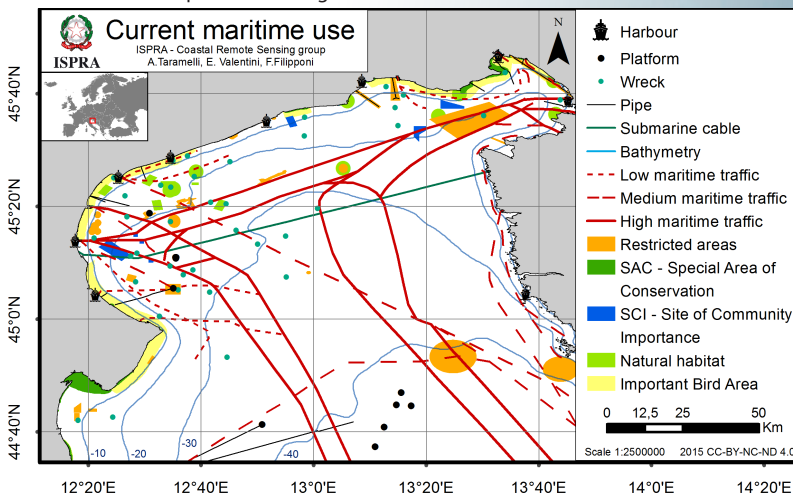 Current maritime use
ISPRA - Coastal Remote Sensing group
A.Taramelli, E. Valentini, F.Filipponi
ISPRA
N
Harbour
Platform
Wreck
Pipe
Submarine cable
Bathymetry
Low maritime traffic
Medium maritime traffic
High maritime traffic
Restricted areas
SAC - Special Area of
Conservation
SCI - Site of Community
Importance
Natural habitat
Important Bird Area
0 12,5 25 50
Km
Scale 1:2500000 2015 CC-BY-NC-ND 4.0
45°40'N
45°20'N
45°0'N
44°40'N
-10
-20
-30
-40
12°20'E 12°40'E 13°0'E 13°20'E 13°40'E 14°0'E 14°20'E